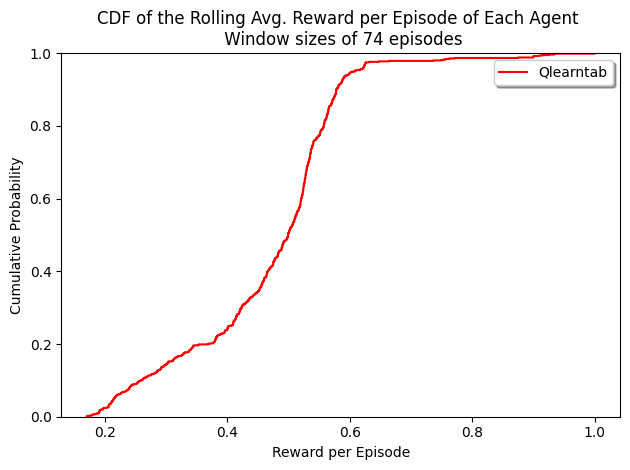 CDF of the Rolling Avg. Reward per Episode of Each Agent
Window sizes of 74 episodes
1.0
Qlearntab
0.8
0.6
0.4
0.2
0.0
Cumulative Probability
0.2 0.4 0.6 0.8 1.0
Reward per Episode